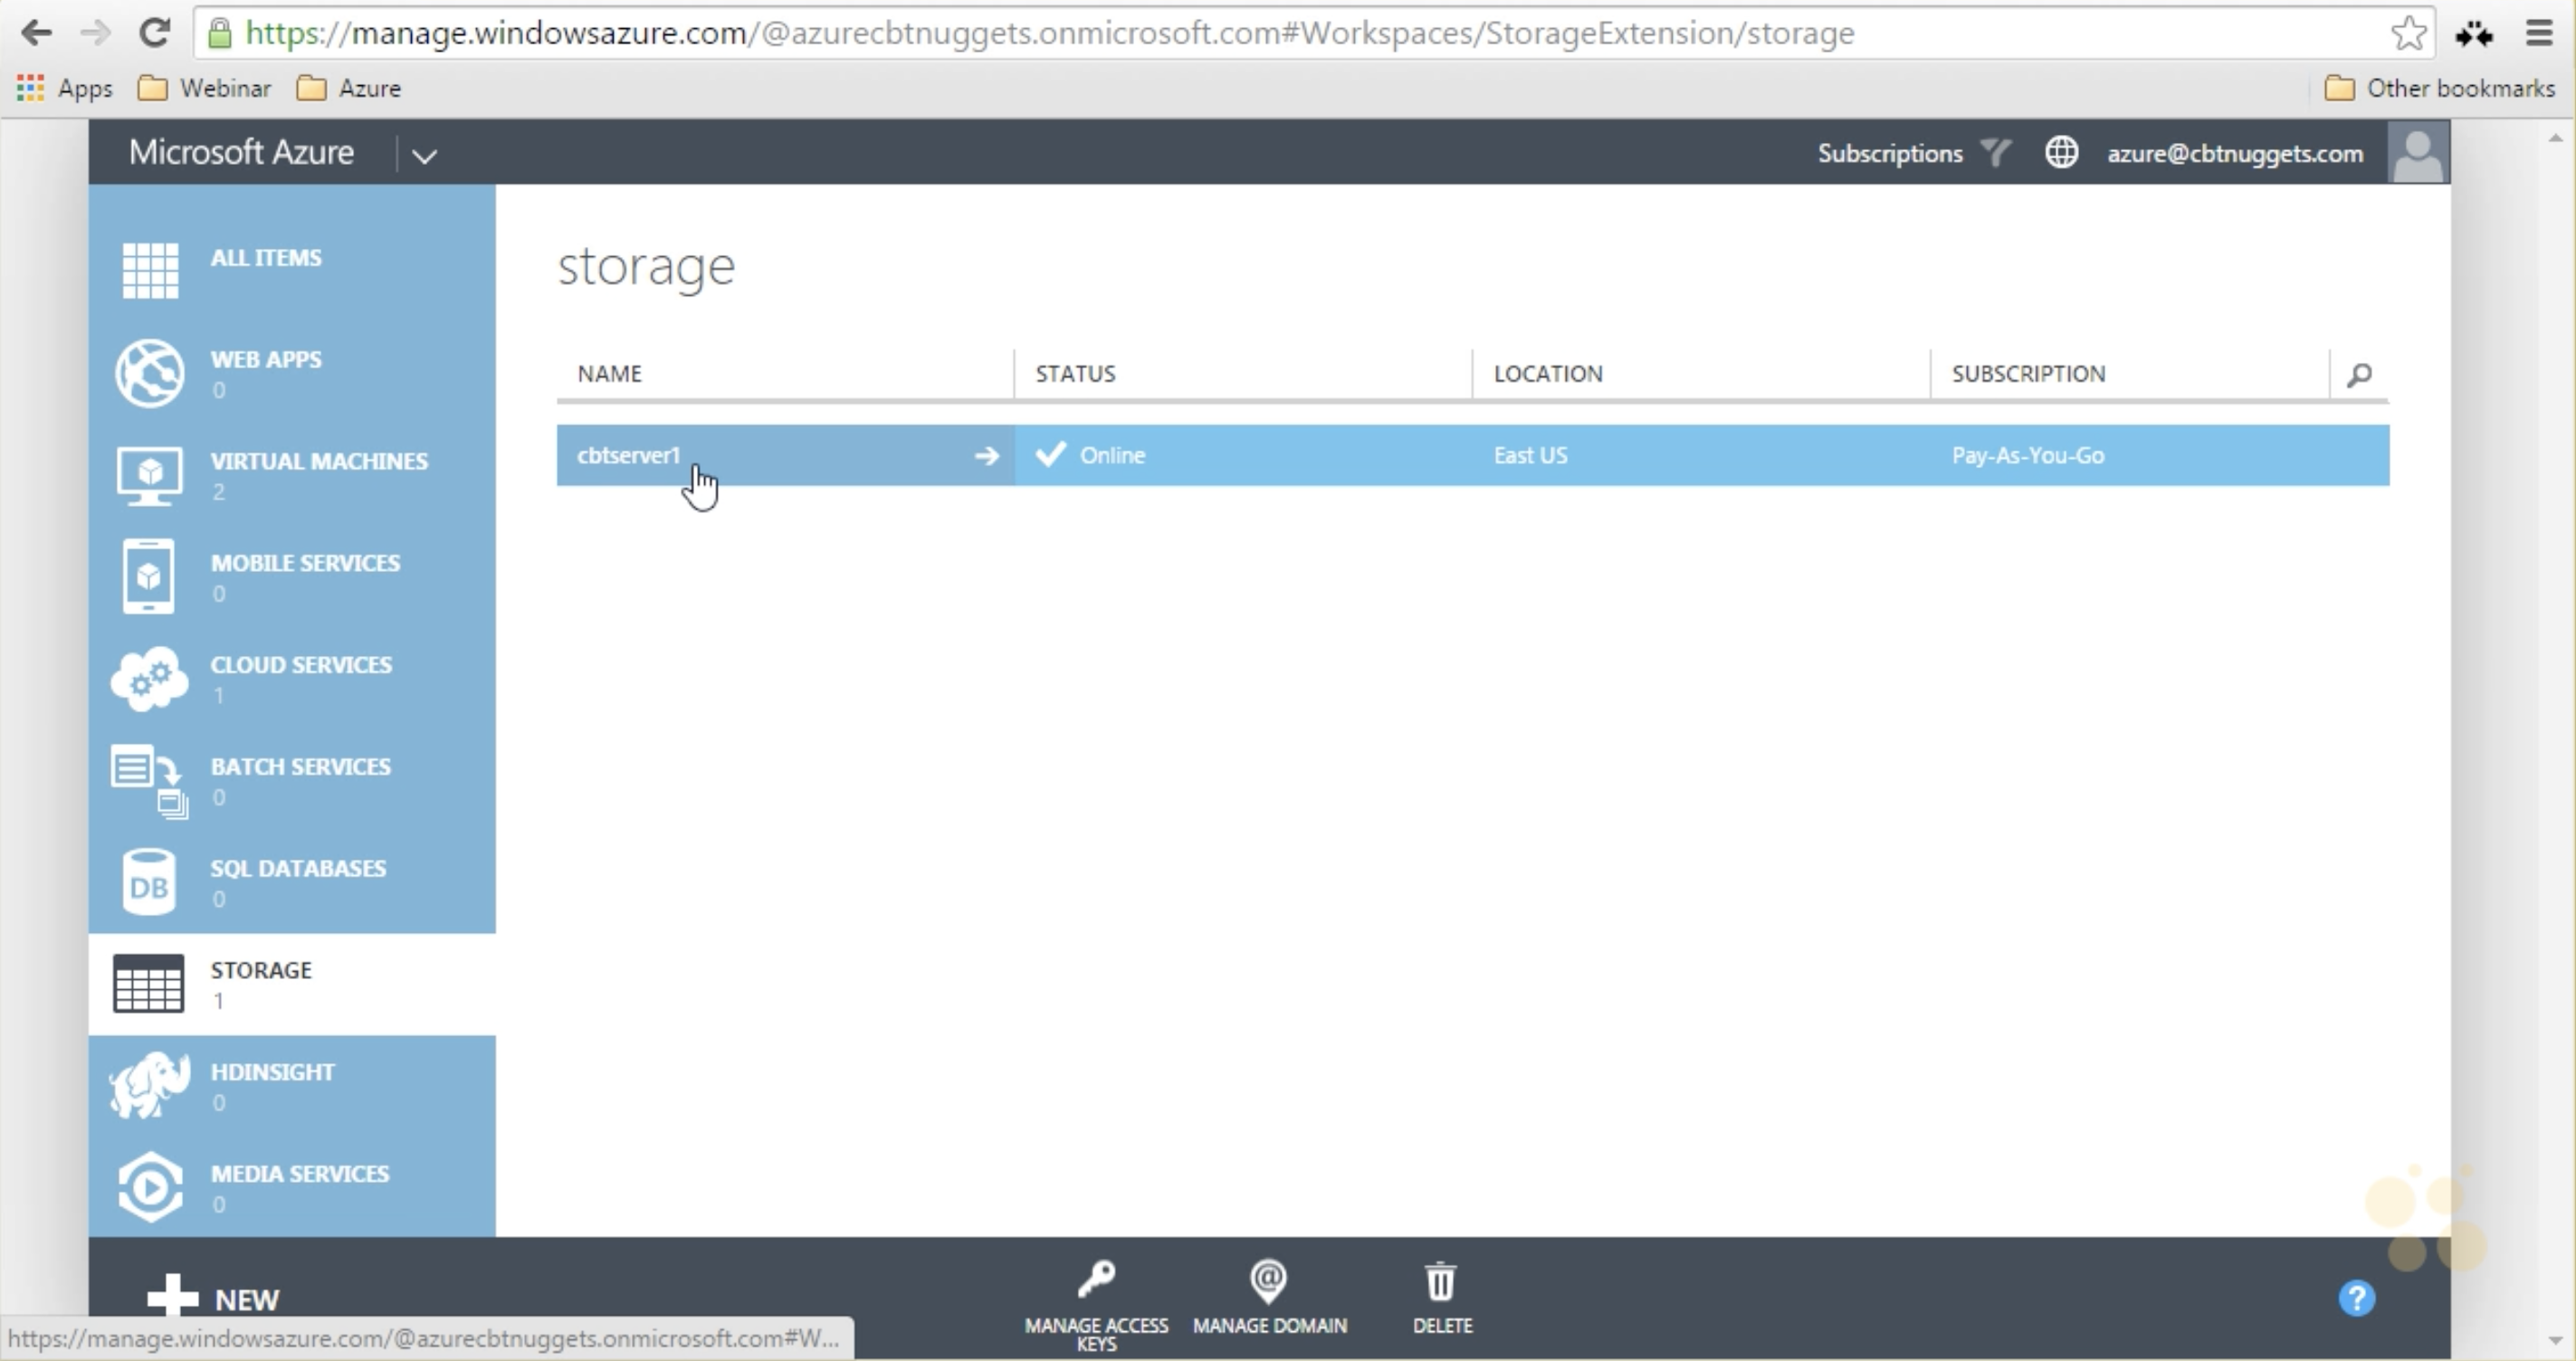 https://manage.windowsazure.com/@azurecbtnuggets.onmicrosoft.com#Workspaces/StorageExtension/storage
Apps Webinar Azure Other bookmarks
Microsoft Azure Subscriptions azure@cbtnuggets.com
ALL ITEMS
WEB APPS
0
VIRTUAL MACHINES
2
MOBILE SERVICES
0
CLOUD SERVICES
1
BATCH SERVICES
0
SQL DATABASES
DB
0
STORAGE
1
HDINSIGHT
0
MEDIA SERVICES
0
storage
NAME STATUS LOCATION SUBSCRIPTION
cbtserver1 Online East US Pay-As-You-Go
NEW
MANAGE ACCESS
KEYS
MANAGE DOMAIN
DELETE
?
https://manage.windowsazure.com/@azurecbtnuggets.onmicrosoft.com#W...